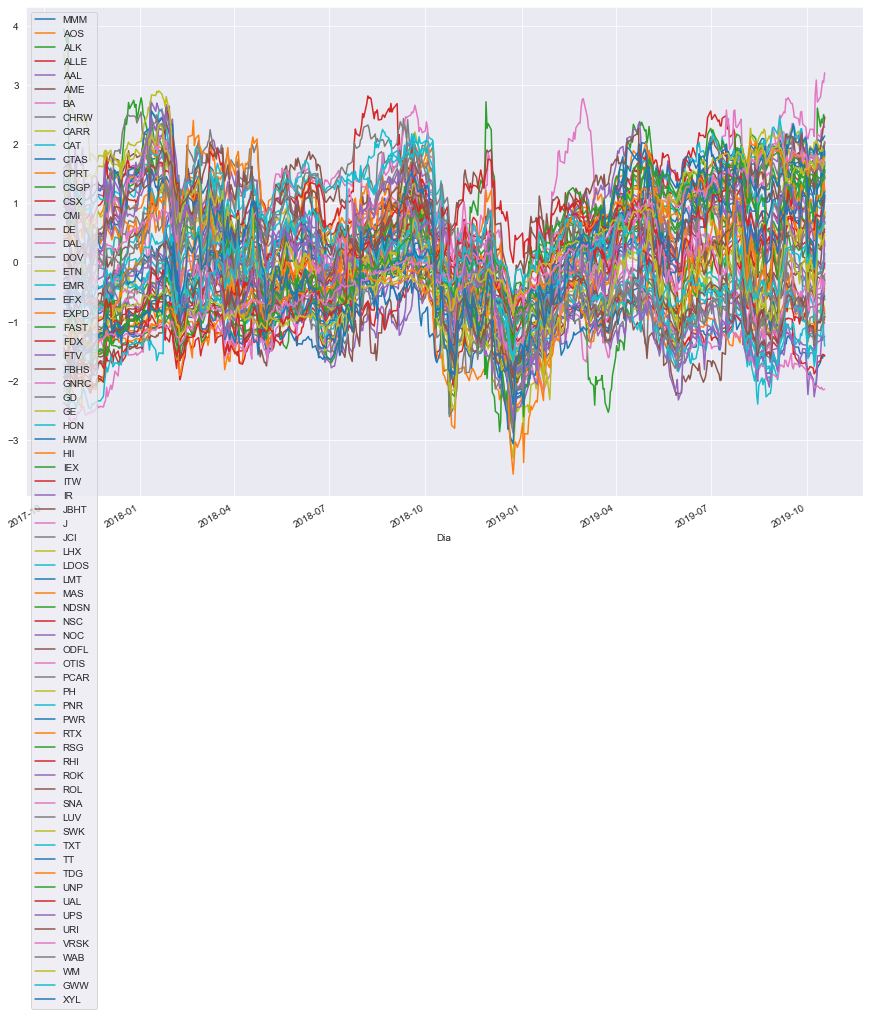 4
3
2
1
0
−1
−2
−3
2017-10
2018-01
2018-04
2018-07
2018-10
2019-01
2019-04
2019-07
2019-10
Dia
MMM
AOS
ALK
ALLE
AAL
AME
BA
CHRW
CARR
CAT
CTAS
CPRT
CSGP
CSX
CMI
DE
DAL
DOV
ETN
EMR
EFX
EXPD
FAST
FDX
FTV
FBHS
GNRC
GD
GE
HON
HWM
HII
IEX
ITW
IR
JBHT
J
JCI
LHX
LDOS
LMT
MAS
NDSN
NSC
NOC
ODFL
OTIS
PCAR
PH
PNR
PWR
RTX
RSG
RHI
ROK
ROL
SNA
LUV
SWK
TXT
TT
TDG
UNP
UAL
UPS
URI
VRSK
WAB
WM
GWW
XYL